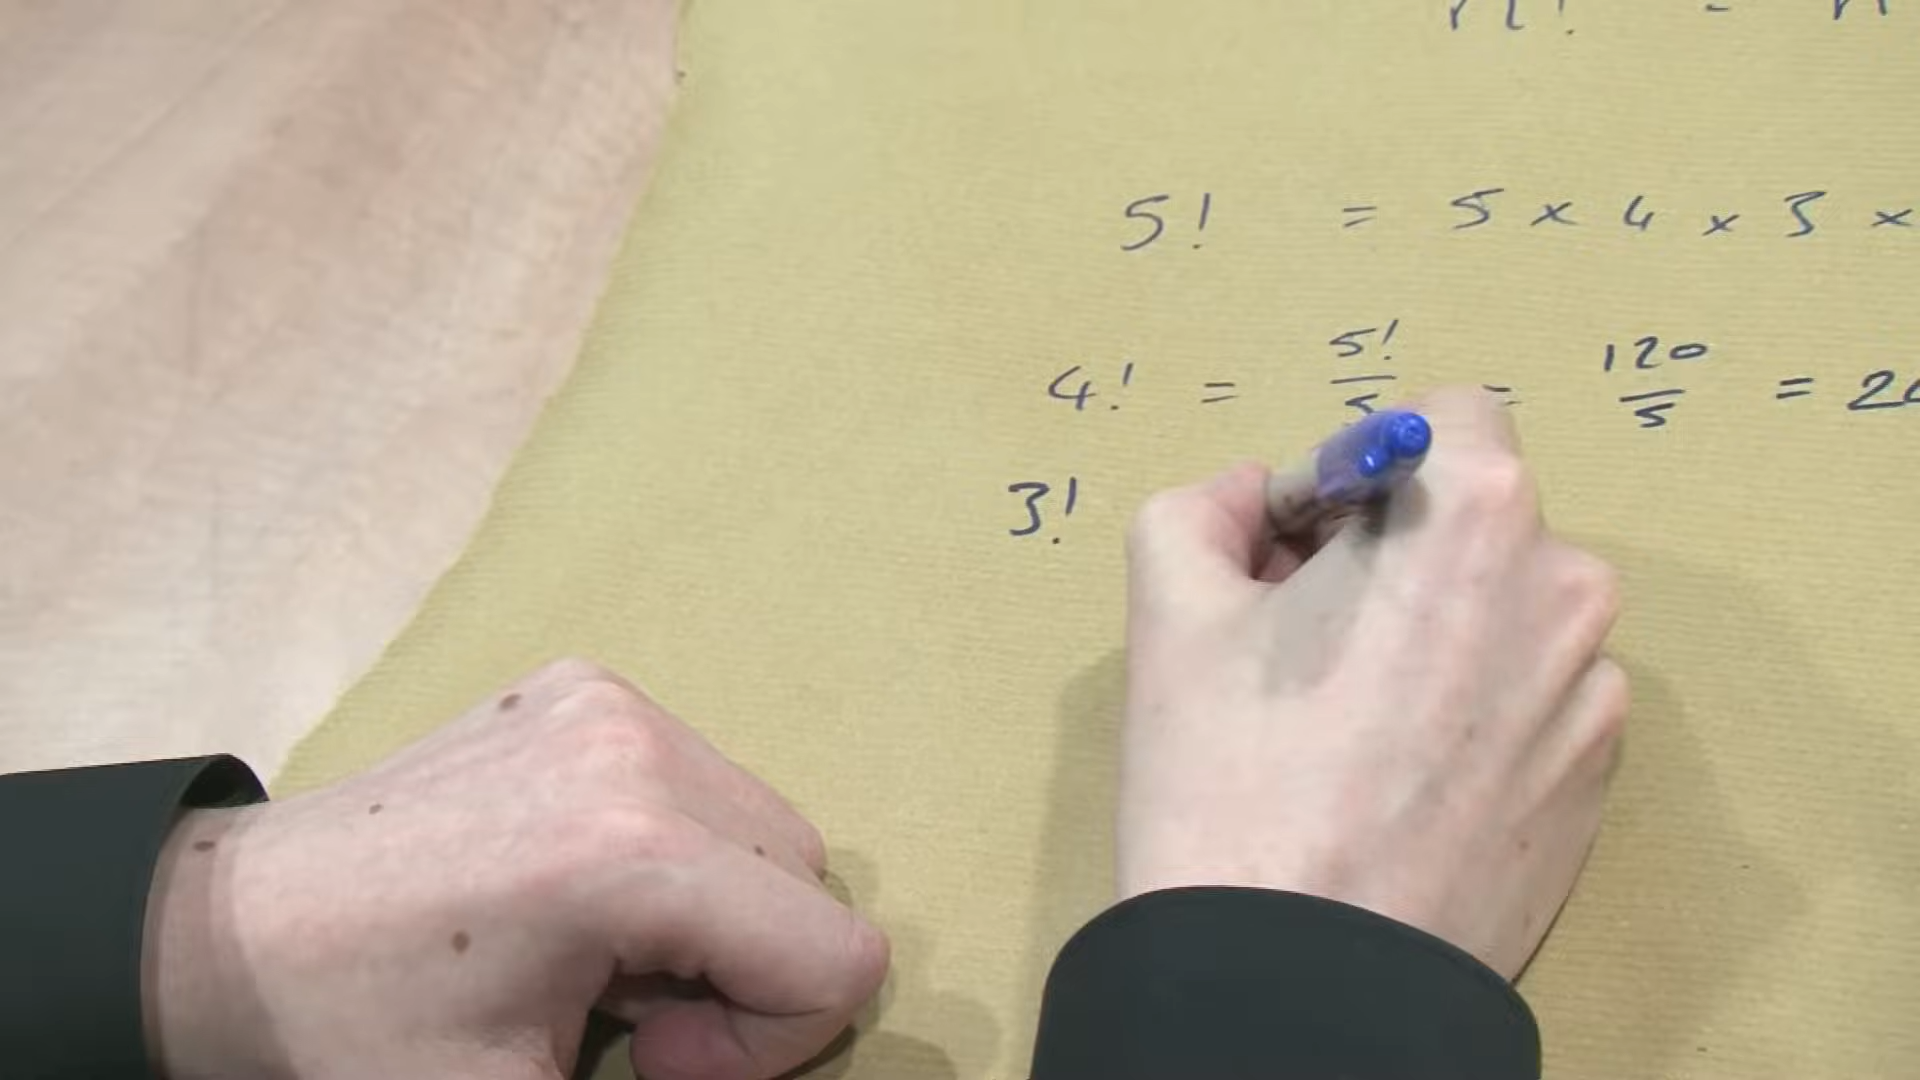 n! =
5! = 5 x 4 x 3 x
4! = 5!/5 = 120/5 = 2
3!